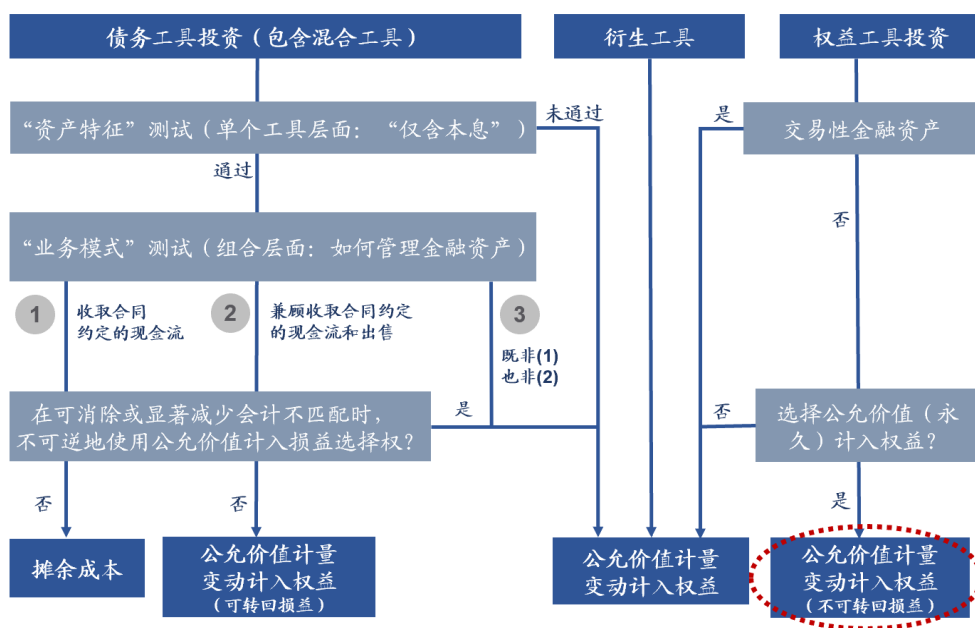 债务工具投资（包含混合工具）
衍生工具
权益工具投资
“资产特征”测试（单个工具层面：“仅含本息”）
未通过
是
交易性金融资产
通过
否
“业务模式”测试（组合层面：如何管理金融资产）
1
收取合同
约定的现金流
2
兼顾收取合同约定
的现金流和出售
3
既非(1)
也非(2)
在可消除或显著减少会计不匹配时，
不可逆地使用公允价值计入损益选择权？
是
否
选择公允价值（永
久）计入权益？
否
否
是
摊余成本
公允价值计量
变动计入权益
（可转回损益）
公允价值计量
变动计入权益
公允价值计量
变动计入权益
（不可转回损益）